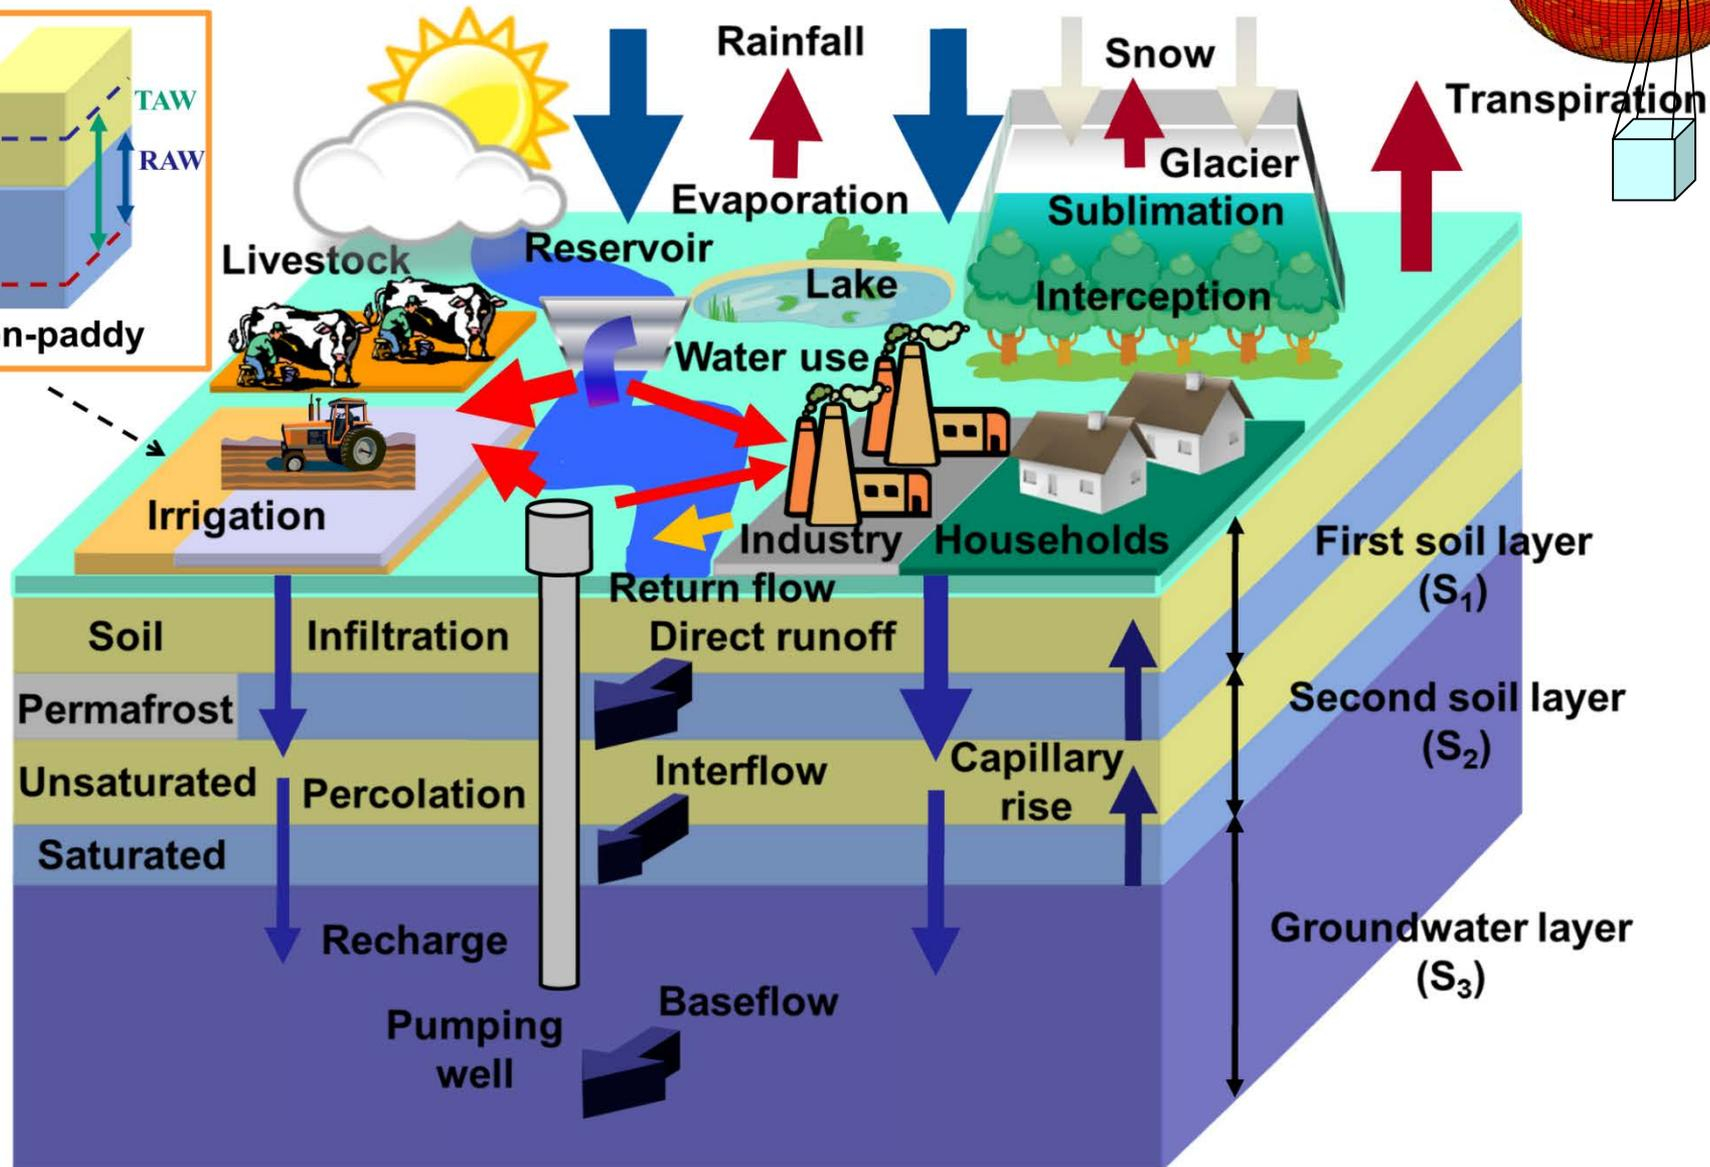 Rainfall
Snow
TAW
Transpiration
RAW
Glacier
Evaporation
Sublimation
Reservoir
Livestock
Lake
Interception
n-paddy
Water use
Irrigation
Industry
Households
First soil layer
(S₁)
Return flow
Soil
Infiltration
Direct runoff
Permafrost
Second soil layer
(S₂)
Unsaturated
Percolation
Interflow
Capillary
rise
Saturated
Recharge
Groundwater layer
(S₃)
Baseflow
Pumping
well